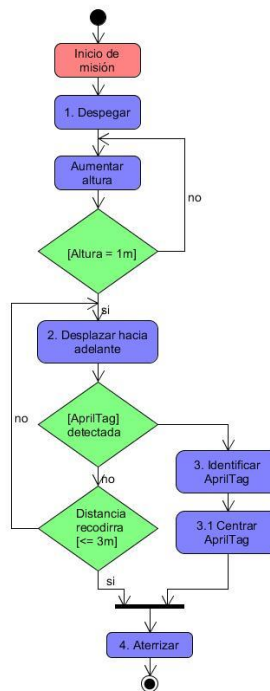 Inicio de
misión
1. Despegar
Aumentar
altura
no
[Altura = 1m]
si
2. Desplazar hacia
adelante
no
[AprilTag]
detectada
no
3. Identificar
AprilTag
Distancia
recodirra
[<= 3m]
3.1 Centrar
AprilTag
si
4. Aterrizar